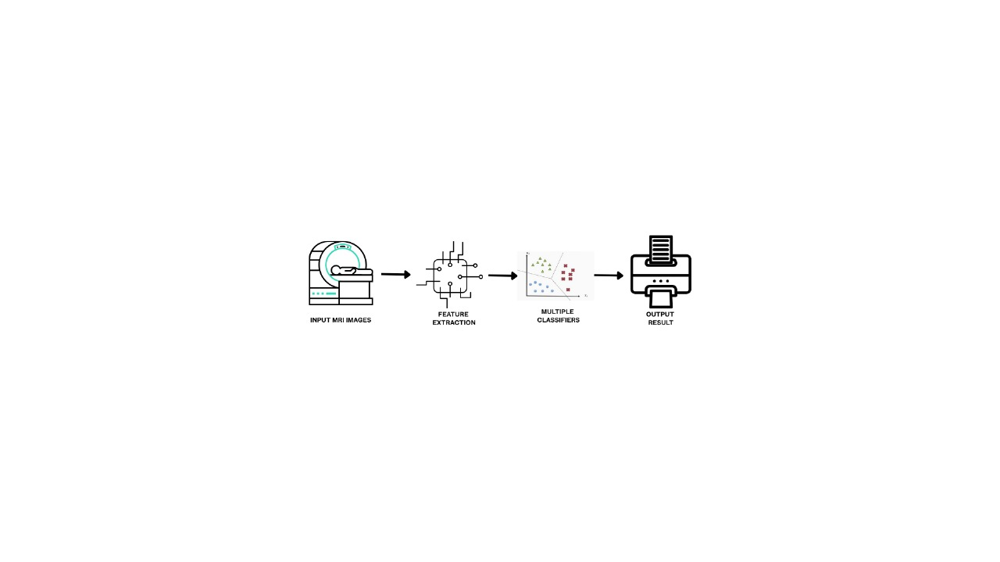 INPUT MRI IMAGES
FEATURE
EXTRACTION
MULTIPLE
CLASSIFIERS
OUTPUT
RESULT